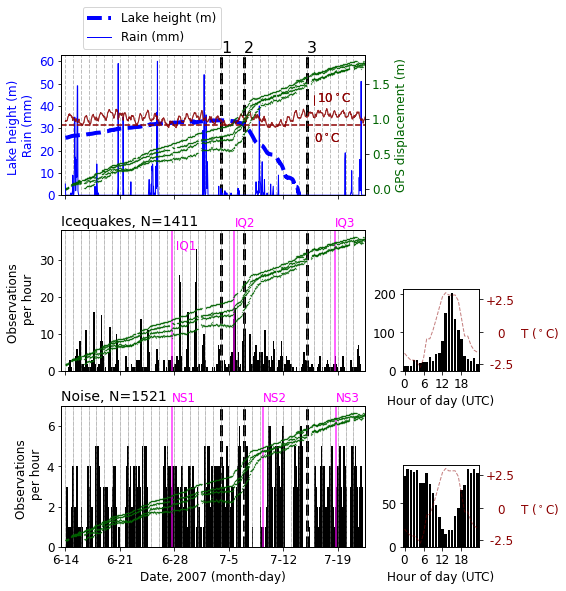 Lake height (m)
Rain (mm)
1 2 3
60
50
40
30
20
10
0
Lake height (m)
Rain (mm)
10°C
0°C
1.5
1.0
0.5
0.0
GPS displacement (m)
Icequakes, N=1411
IQ2 IQ3
IQ1
30
20
10
0
Observations
per hour
200
100
0
+2.5
0
-2.5
T (°C)
0 6 12 18
Hour of day (UTC)
Noise, N=1521
NS1 NS2 NS3
6
4
2
0
Observations
per hour
6-14 6-21 6-28 7-5 7-12 7-19
Date, 2007 (month-day)
50
0
+2.5
0
-2.5
T (°C)
0 6 12 18
Hour of day (UTC)